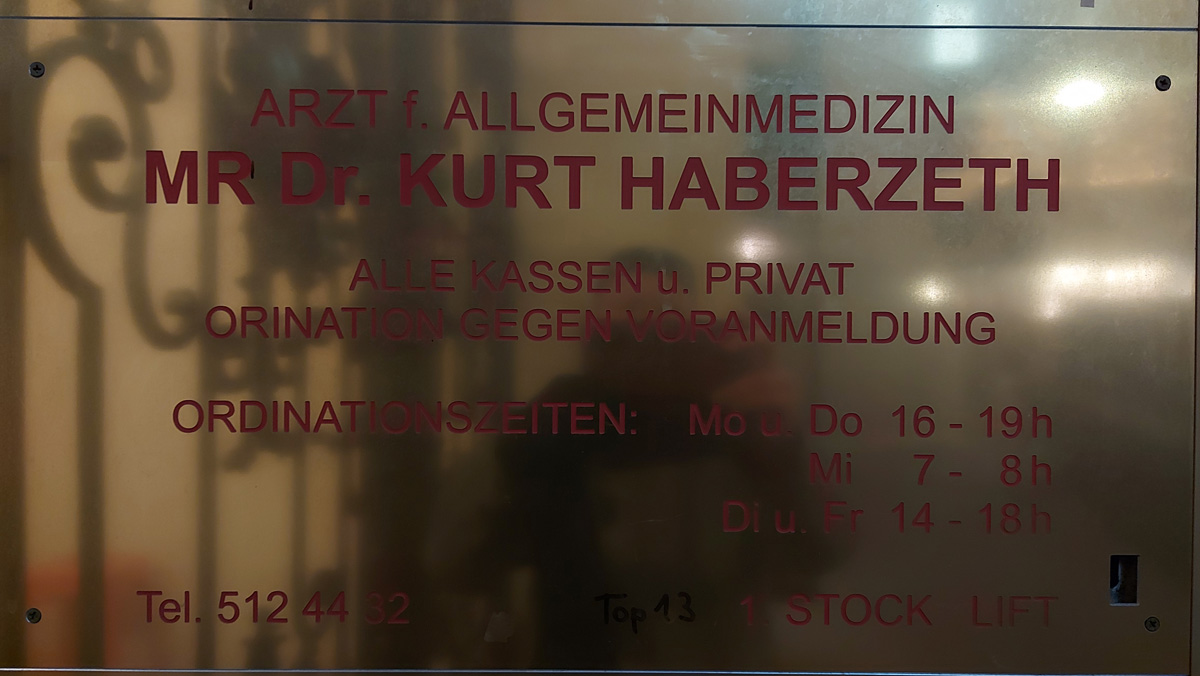 ARZT f. ALLGEMEINMEDIZIN
MR Dr. KURT HABERZETH
ALLE KASSEN u. PRIVAT
ORINATION GEGEN VORANMELDUNG
ORDINATIONSZEITEN: Mo u. Do 16 - 19 h
Mi 7 - 8 h
Di u. Fr 14 - 18 h
Tel. 512 44 32 Top 13 1. STOCK LIFT